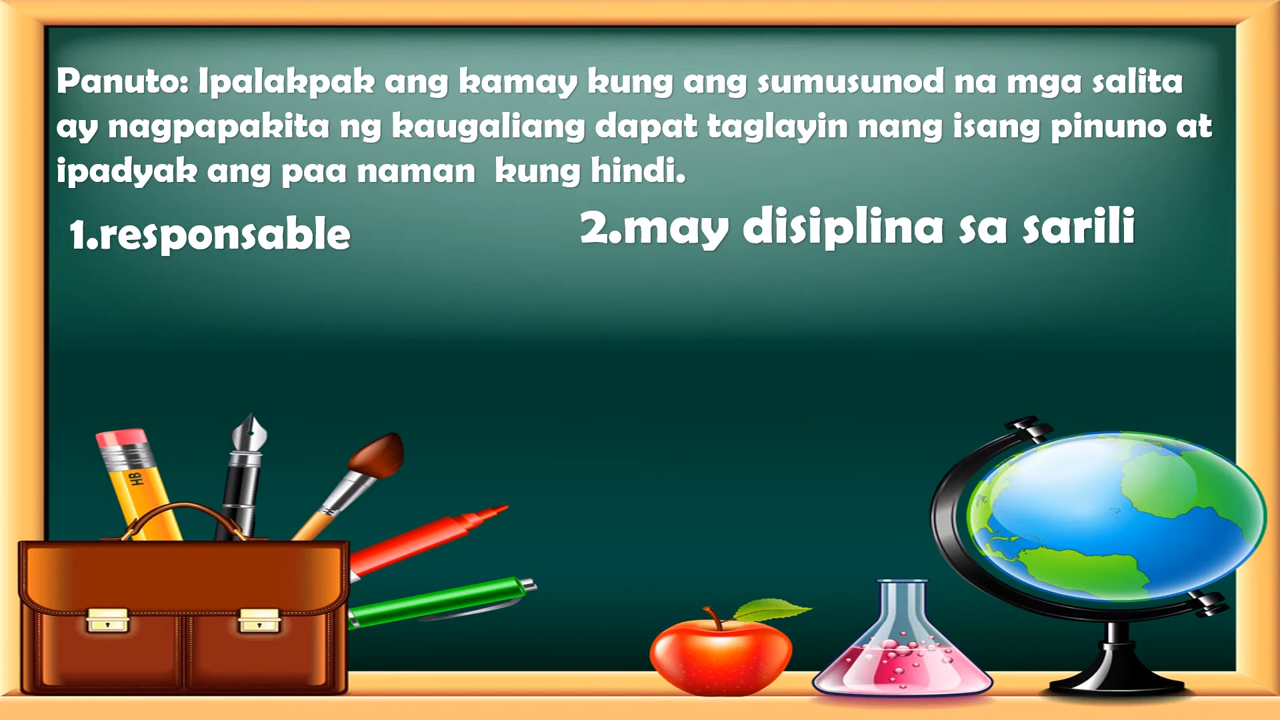 Panuto: Ipalakpak ang kamay kung ang sumusunod na mga salita
ay nagpapakita ng kaugaliang dapat taglayin nang isang pinuno at
ipadyak ang paa naman kung hindi.
1.responsable
2.may disiplina sa sarili
HB